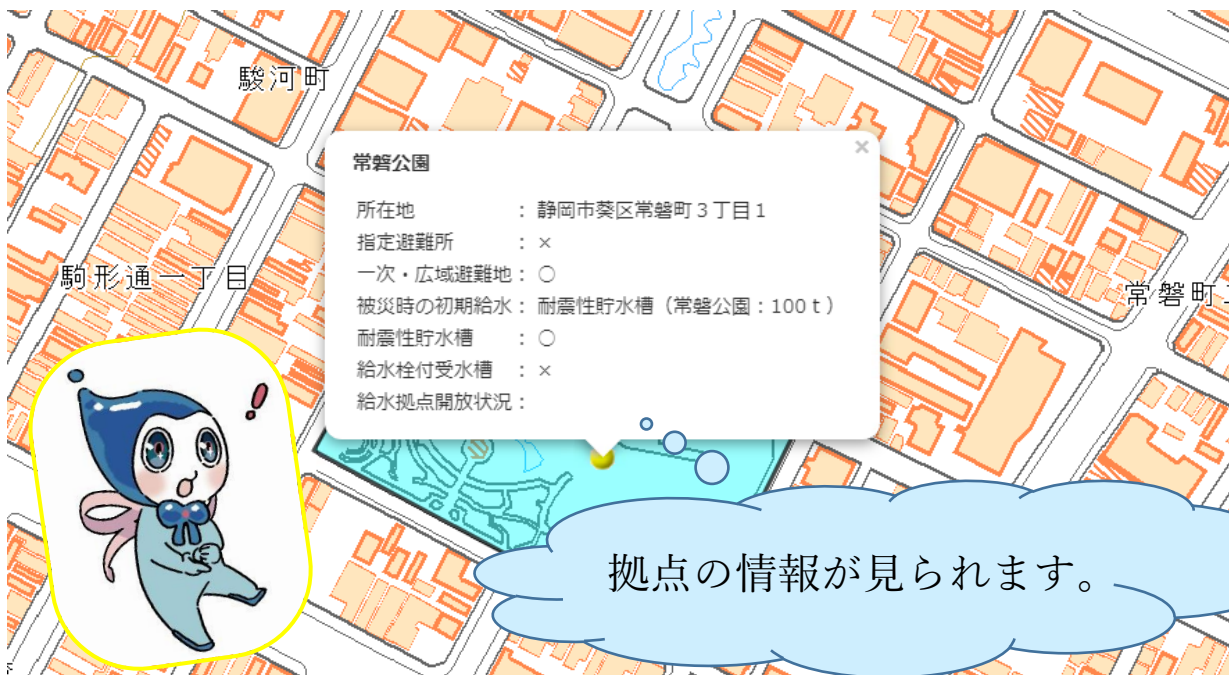 駿河町
常磐公園
×
所在地 : 静岡市葵区常磐町3丁目1
指定避難所 : ×
一次・広域避難地: ○
被災時の初期給水: 耐震性貯水槽(常磐公園:100t)
耐震性貯水槽 : ○
給水栓付受水槽 : ×
給水拠点開放状況:
駒形通一丁目
常磐町
拠点の情報が見られます。